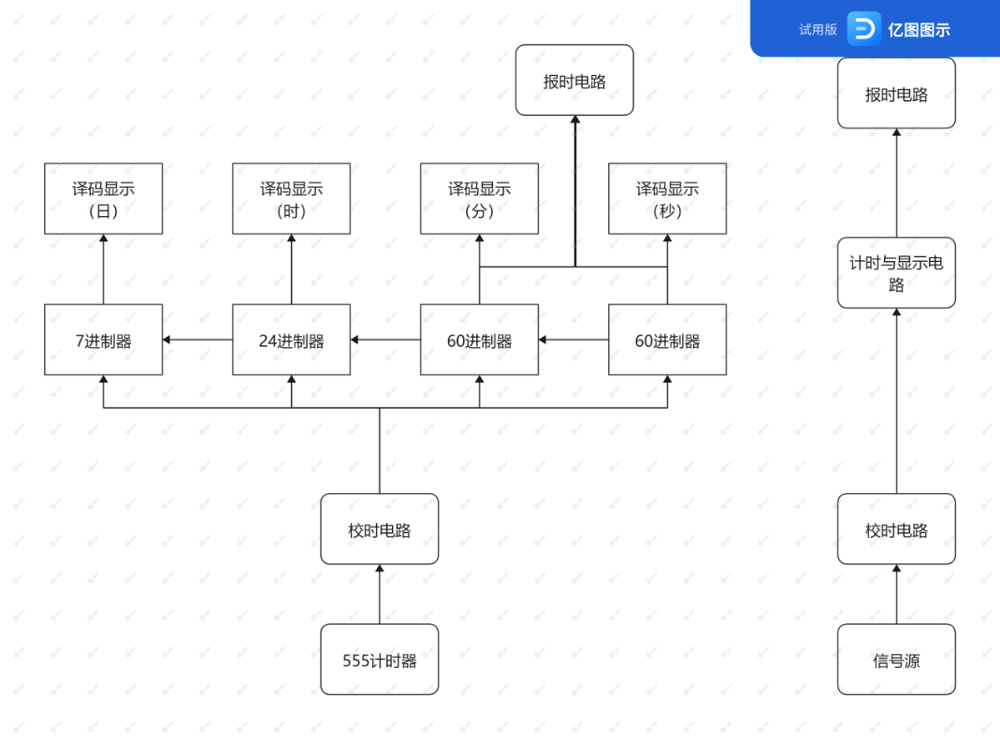 试用版
亿图图示
报时电路
报时电路
译码显示
（日）
译码显示
（时）
译码显示
（分）
译码显示
（秒）
计时与显示电
路
7进制器
24进制器
60进制器
60进制器
校时电路
校时电路
555计时器
信号源